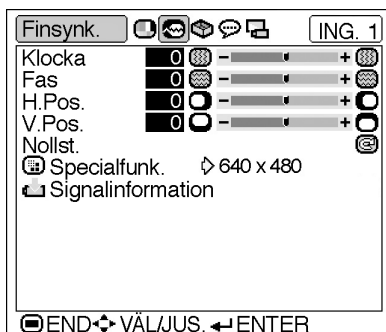 Finsynk. ING. 1
Klocka 0 - +
Fas 0 - +
H.Pos. 0 - +
V.Pos. 0 - +
Nollst.
Specialfunk. 640 x 480
Signalinformation
END VÄL/JUS. ENTER